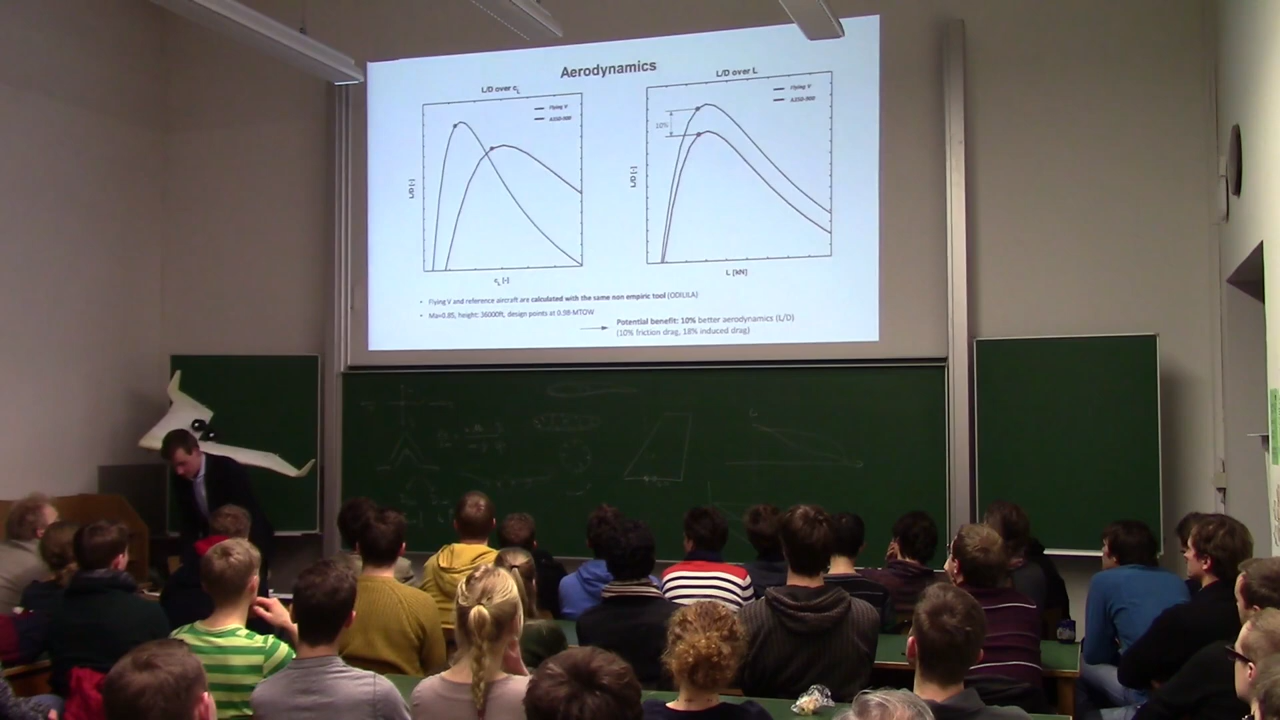 Aerodynamics
L/D over cL
L/D over L
Flying V
A350-900
Flying V
A350-900
10%
L/D [-]
L/D [-]
cL [-]
L [kN]
• Flying V and reference aircraft are calculated with the same non empiric tool (ODILILA)
• Ma=0.85, height: 36000ft, design points at 0.98·MTOW
Potential benefit: 10% better aerodynamics (L/D)
(10% friction drag, 18% induced drag)